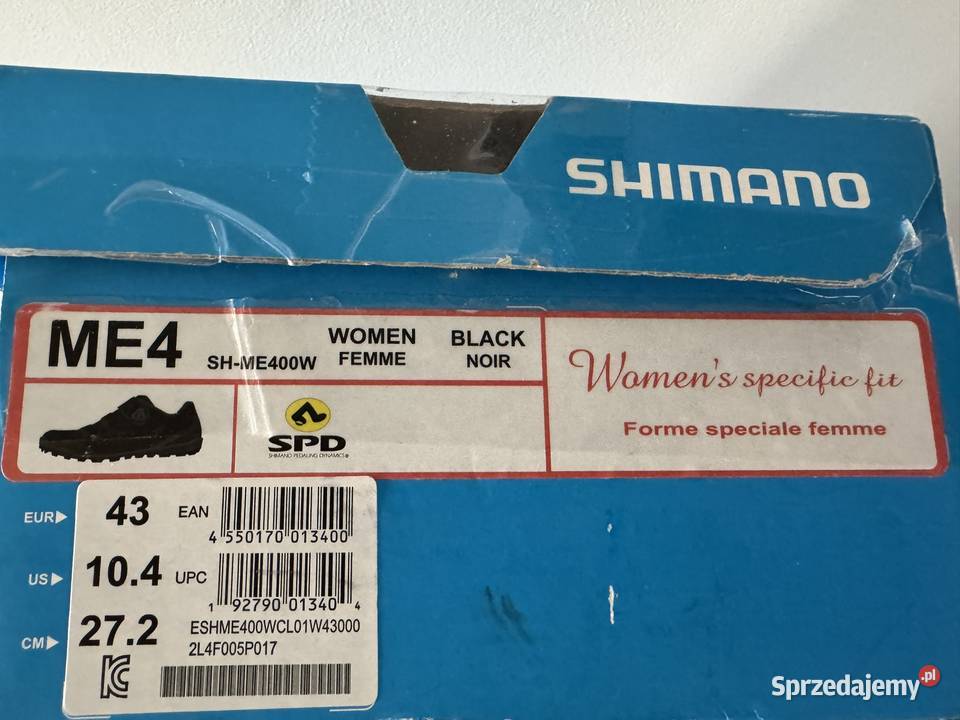 SHIMANO
ME4 SH-ME400W
WOMEN
FEMME
BLACK
NOIR
Women's specific fit
Forme speciale femme
SPD
SHIMANO PEDALING DYNAMICS®
EUR 43 EAN
4 550170 013400
US 10.4 UPC
1 92790 01340 4
CM 27.2
ESHME400WCL01W43000
2L4F005P017
KC
Sprzedajemy.pl